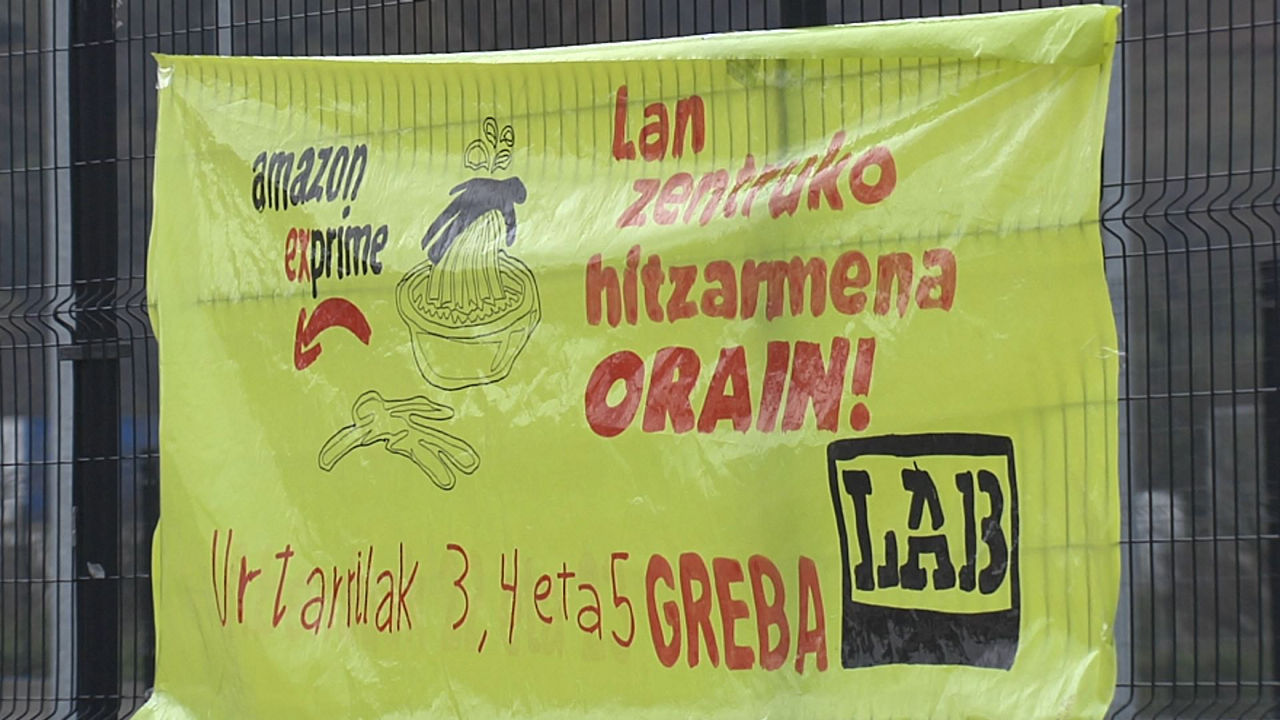 amazon
exprime
Lan
zentruko
hitzarmena
ORAIN!
Urtarrilak 3, 4 eta 5 GREBA
LAB